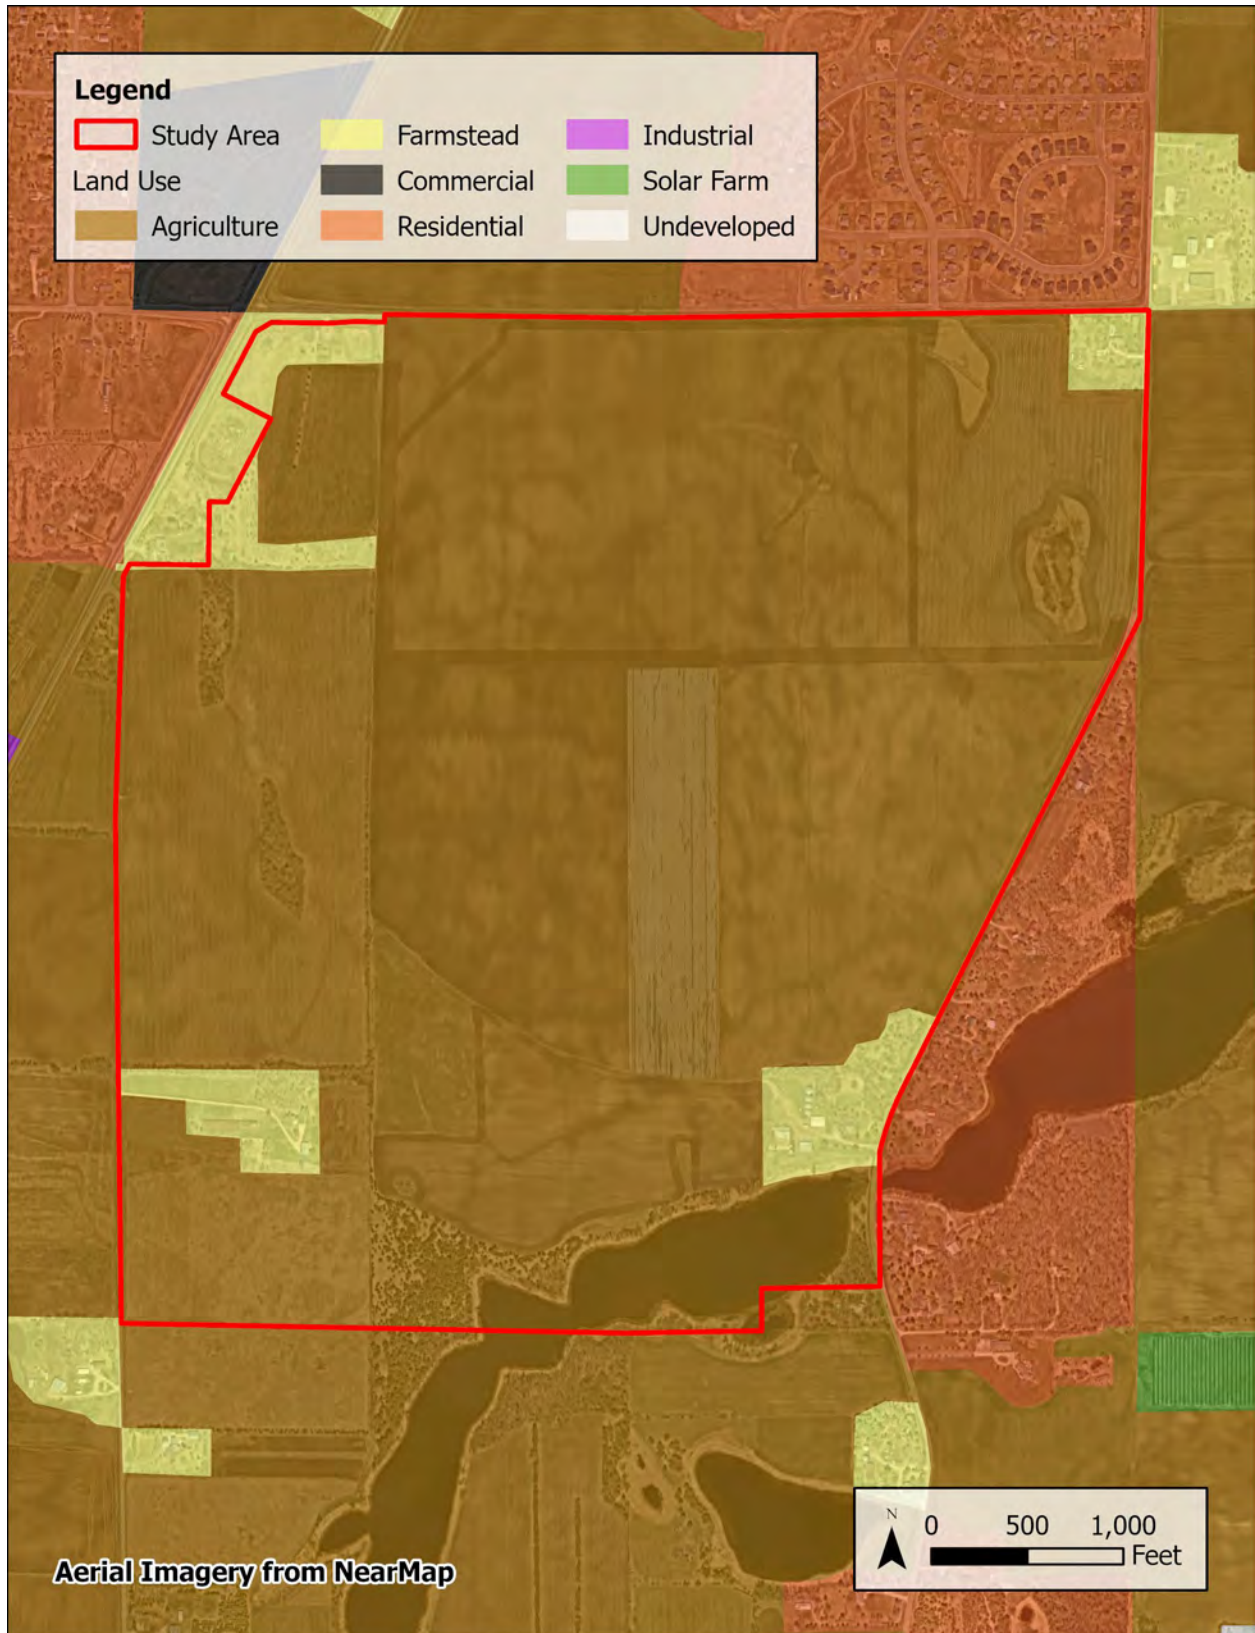 Legend
Study Area Farmstead Industrial
Land Use Commercial Solar Farm
Agriculture Residential Undeveloped
N
0 500 1,000
Feet
Aerial Imagery from NearMap